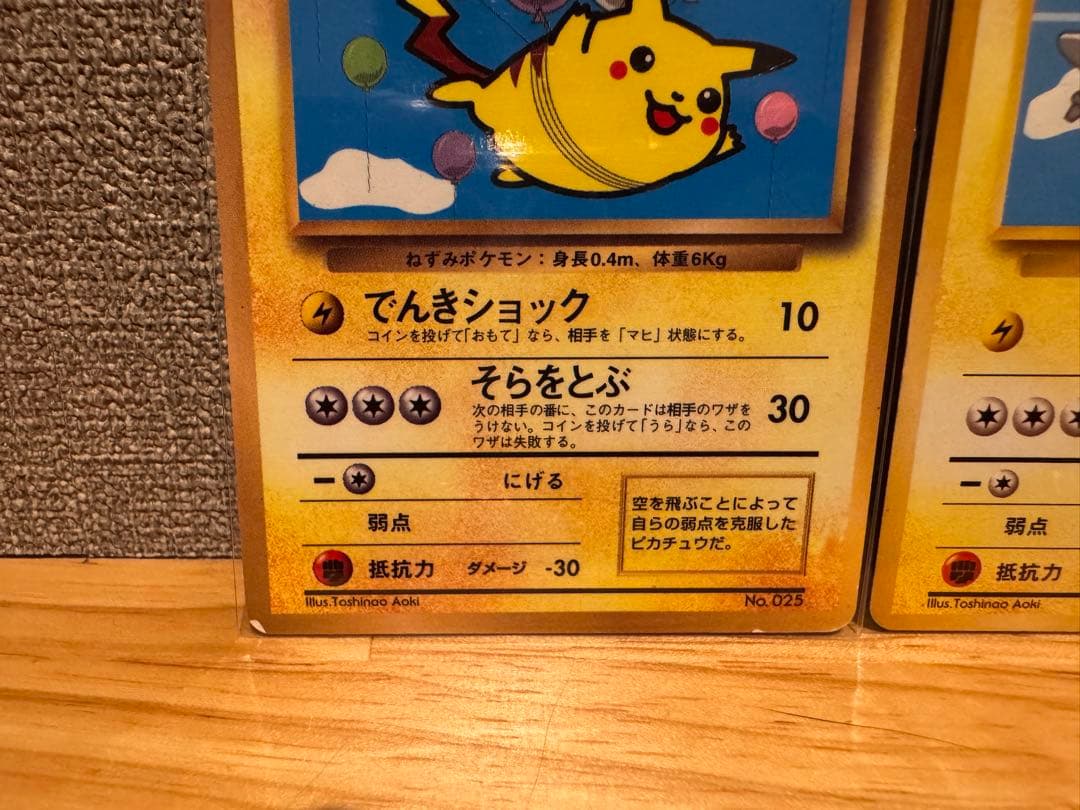 ねずみポケモン：身長0.4m、体重6Kg
でんきショック 10
コインを投げて「おもて」なら、相手を「マヒ」状態にする。
そらをとぶ 30
次の相手の番に、このカードは相手のワザを
うけない。コインを投げて「うら」なら、この
ワザは失敗する。
− にげる
弱点
抵抗力 ダメージ -30
空を飛ぶことによって
自らの弱点を克服した
ピカチュウだ。
Illus.Toshinao Aoki No.025
−
弱点
抵抗力
Illus.Toshinao Aoki